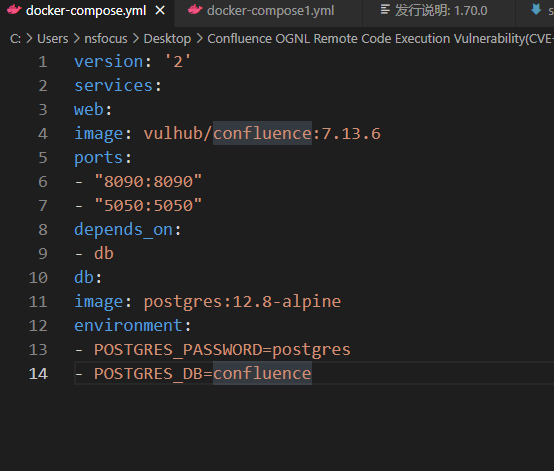 docker-compose.yml docker-compose1.yml 发行说明: 1.70.0 s
C: > Users > nsfocus > Desktop > Confluence OGNL Remote Code Execution Vulnerability(CVE-
1 version: '2'
2 services:
3 web:
4 image: vulhub/confluence:7.13.6
5 ports:
6 - "8090:8090"
7 - "5050:5050"
8 depends_on:
9 - db
10 db:
11 image: postgres:12.8-alpine
12 environment:
13 - POSTGRES_PASSWORD=postgres
14 - POSTGRES_DB=confluence